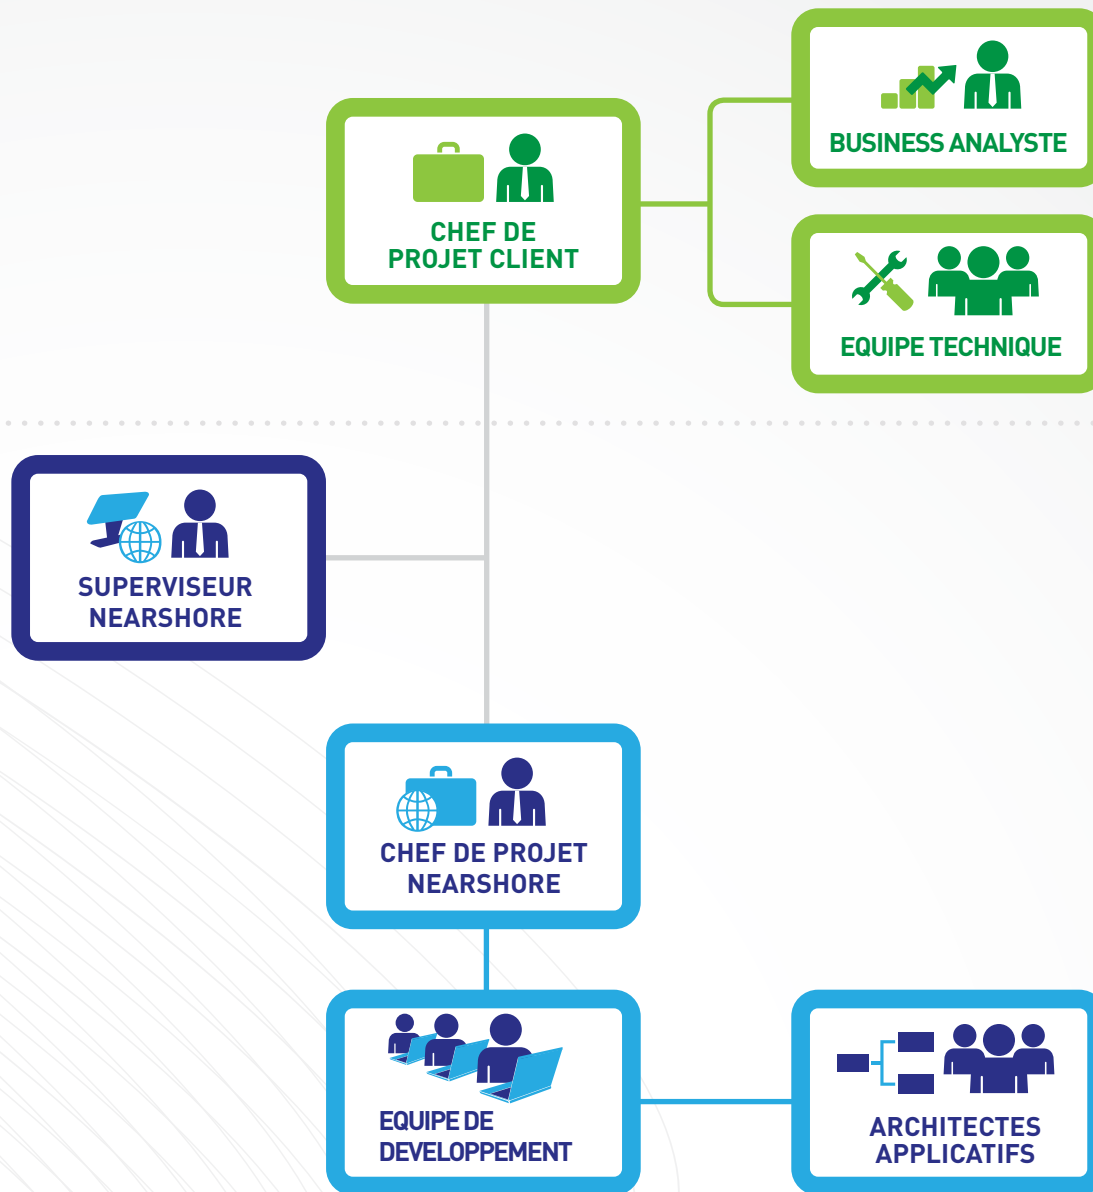 BUSINESS ANALYSTE
CHEF DE
PROJET CLIENT
EQUIPE TECHNIQUE
SUPERVISEUR
NEARSHORE
CHEF DE PROJET
NEARSHORE
EQUIPE DE
DEVELOPPEMENT
ARCHITECTES
APPLICATIFS